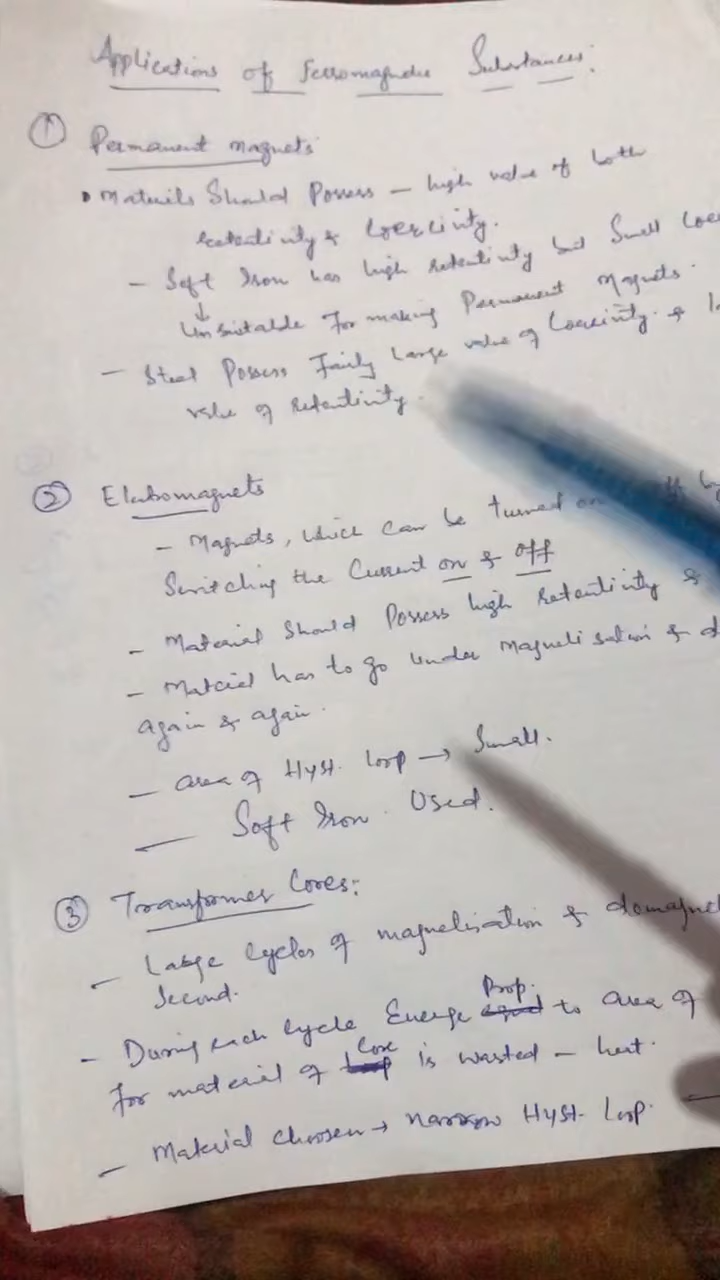 Applications of Ferromagnetic Substances:
① Permanent Magnets
• Materials Should Possess – high value of both
retentivity & Coercivity.
– Soft Iron has high retentivity but Small Coe
↓
Unsuitable for making Permanent Magnets.
– Steel Possess Fairly Large value of Coercivity & l
value of retentivity.
② Electromagnets
– Magnets, which can be turned on by
Switching the Current on & off
– Material Should Possess high retentivity &
– Material has to go under magnetisation & d
again & again.
– area of Hyst. loop → Small.
– Soft Iron Used.
③ Transformer Cores:
– Large Cycles of magnetisation & demagnet
Second.
– During each Cycle Energy Prop. to area of
for material of Core is wasted – heat.
– Material Choosen → narrow Hyst. Loop. –